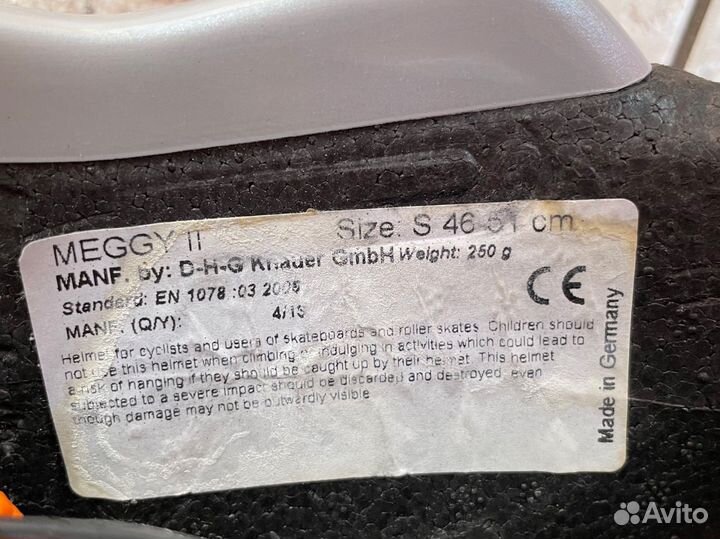 MEGGY II Size: S 46-51 cm
MANF. by: D-H-G Knauer GmbH Weight: 250 g
Standard: EN 1078 :03 2005
MANF. (Q/Y): 4/13
CE
Helmet for cyclists and users of skateboards and roller skates. Children should
not use this helmet when climbing or indulging in activities which could lead to
a risk of hanging if they should be caught up by their helmet. This helmet
subjected to a severe impact should be discarded and destroyed, even
though damage may not be outwardly visible
Made in Germany
Avito